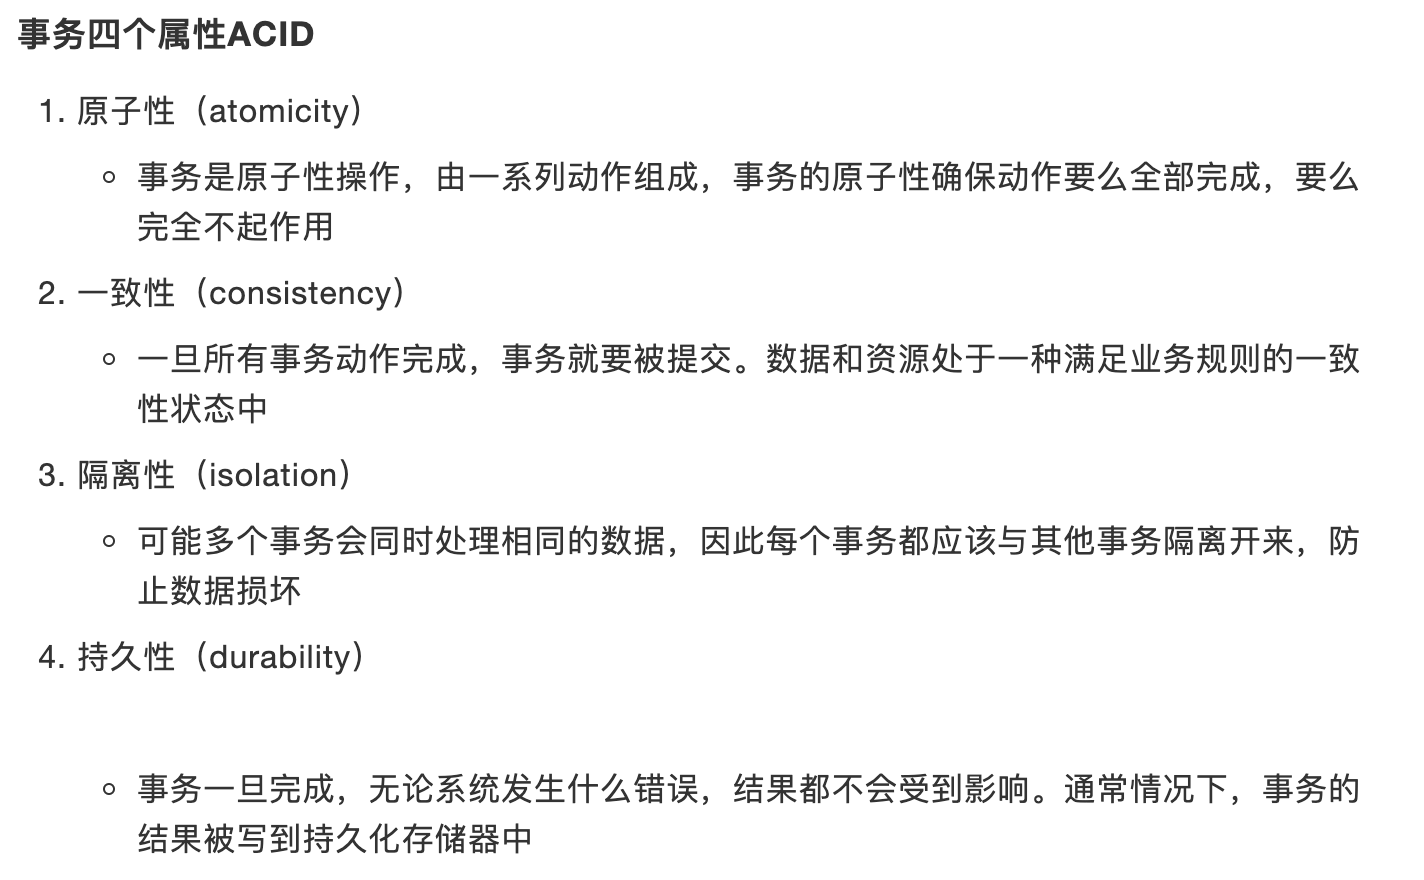 事务四个属性ACID
1. 原子性（atomicity）
事务是原子性操作，由一系列动作组成，事务的原子性确保动作要么全部完成，要么
完全不起作用
2. 一致性（consistency）
一旦所有事务动作完成，事务就要被提交。数据和资源处于一种满足业务规则的一致
性状态中
3. 隔离性（isolation）
可能多个事务会同时处理相同的数据，因此每个事务都应该与其他事务隔离开来，防
止数据损坏
4. 持久性（durability）
事务一旦完成，无论系统发生什么错误，结果都不会受到影响。通常情况下，事务的
结果被写到持久化存储器中